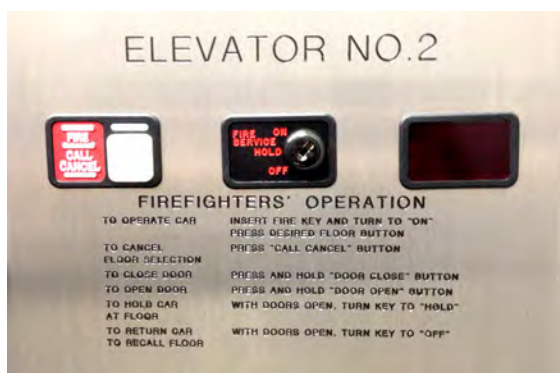 ELEVATOR NO.2
FIRE
CALL
CANCEL
FIRE ON
SERVICE
HOLD
OFF
FIREFIGHTERS' OPERATION
TO OPERATE CAR INSERT FIRE KEY AND TURN TO "ON"
PRESS DESIRED FLOOR BUTTON
TO CANCEL PRESS "CALL CANCEL" BUTTON
FLOOR SELECTION
TO CLOSE DOOR PRESS AND HOLD "DOOR CLOSE" BUTTON
TO OPEN DOOR PRESS AND HOLD "DOOR OPEN" BUTTON
TO HOLD CAR WITH DOORS OPEN, TURN KEY TO "HOLD"
AT FLOOR
TO RETURN CAR WITH DOORS OPEN, TURN KEY TO "OFF"
TO RECALL FLOOR